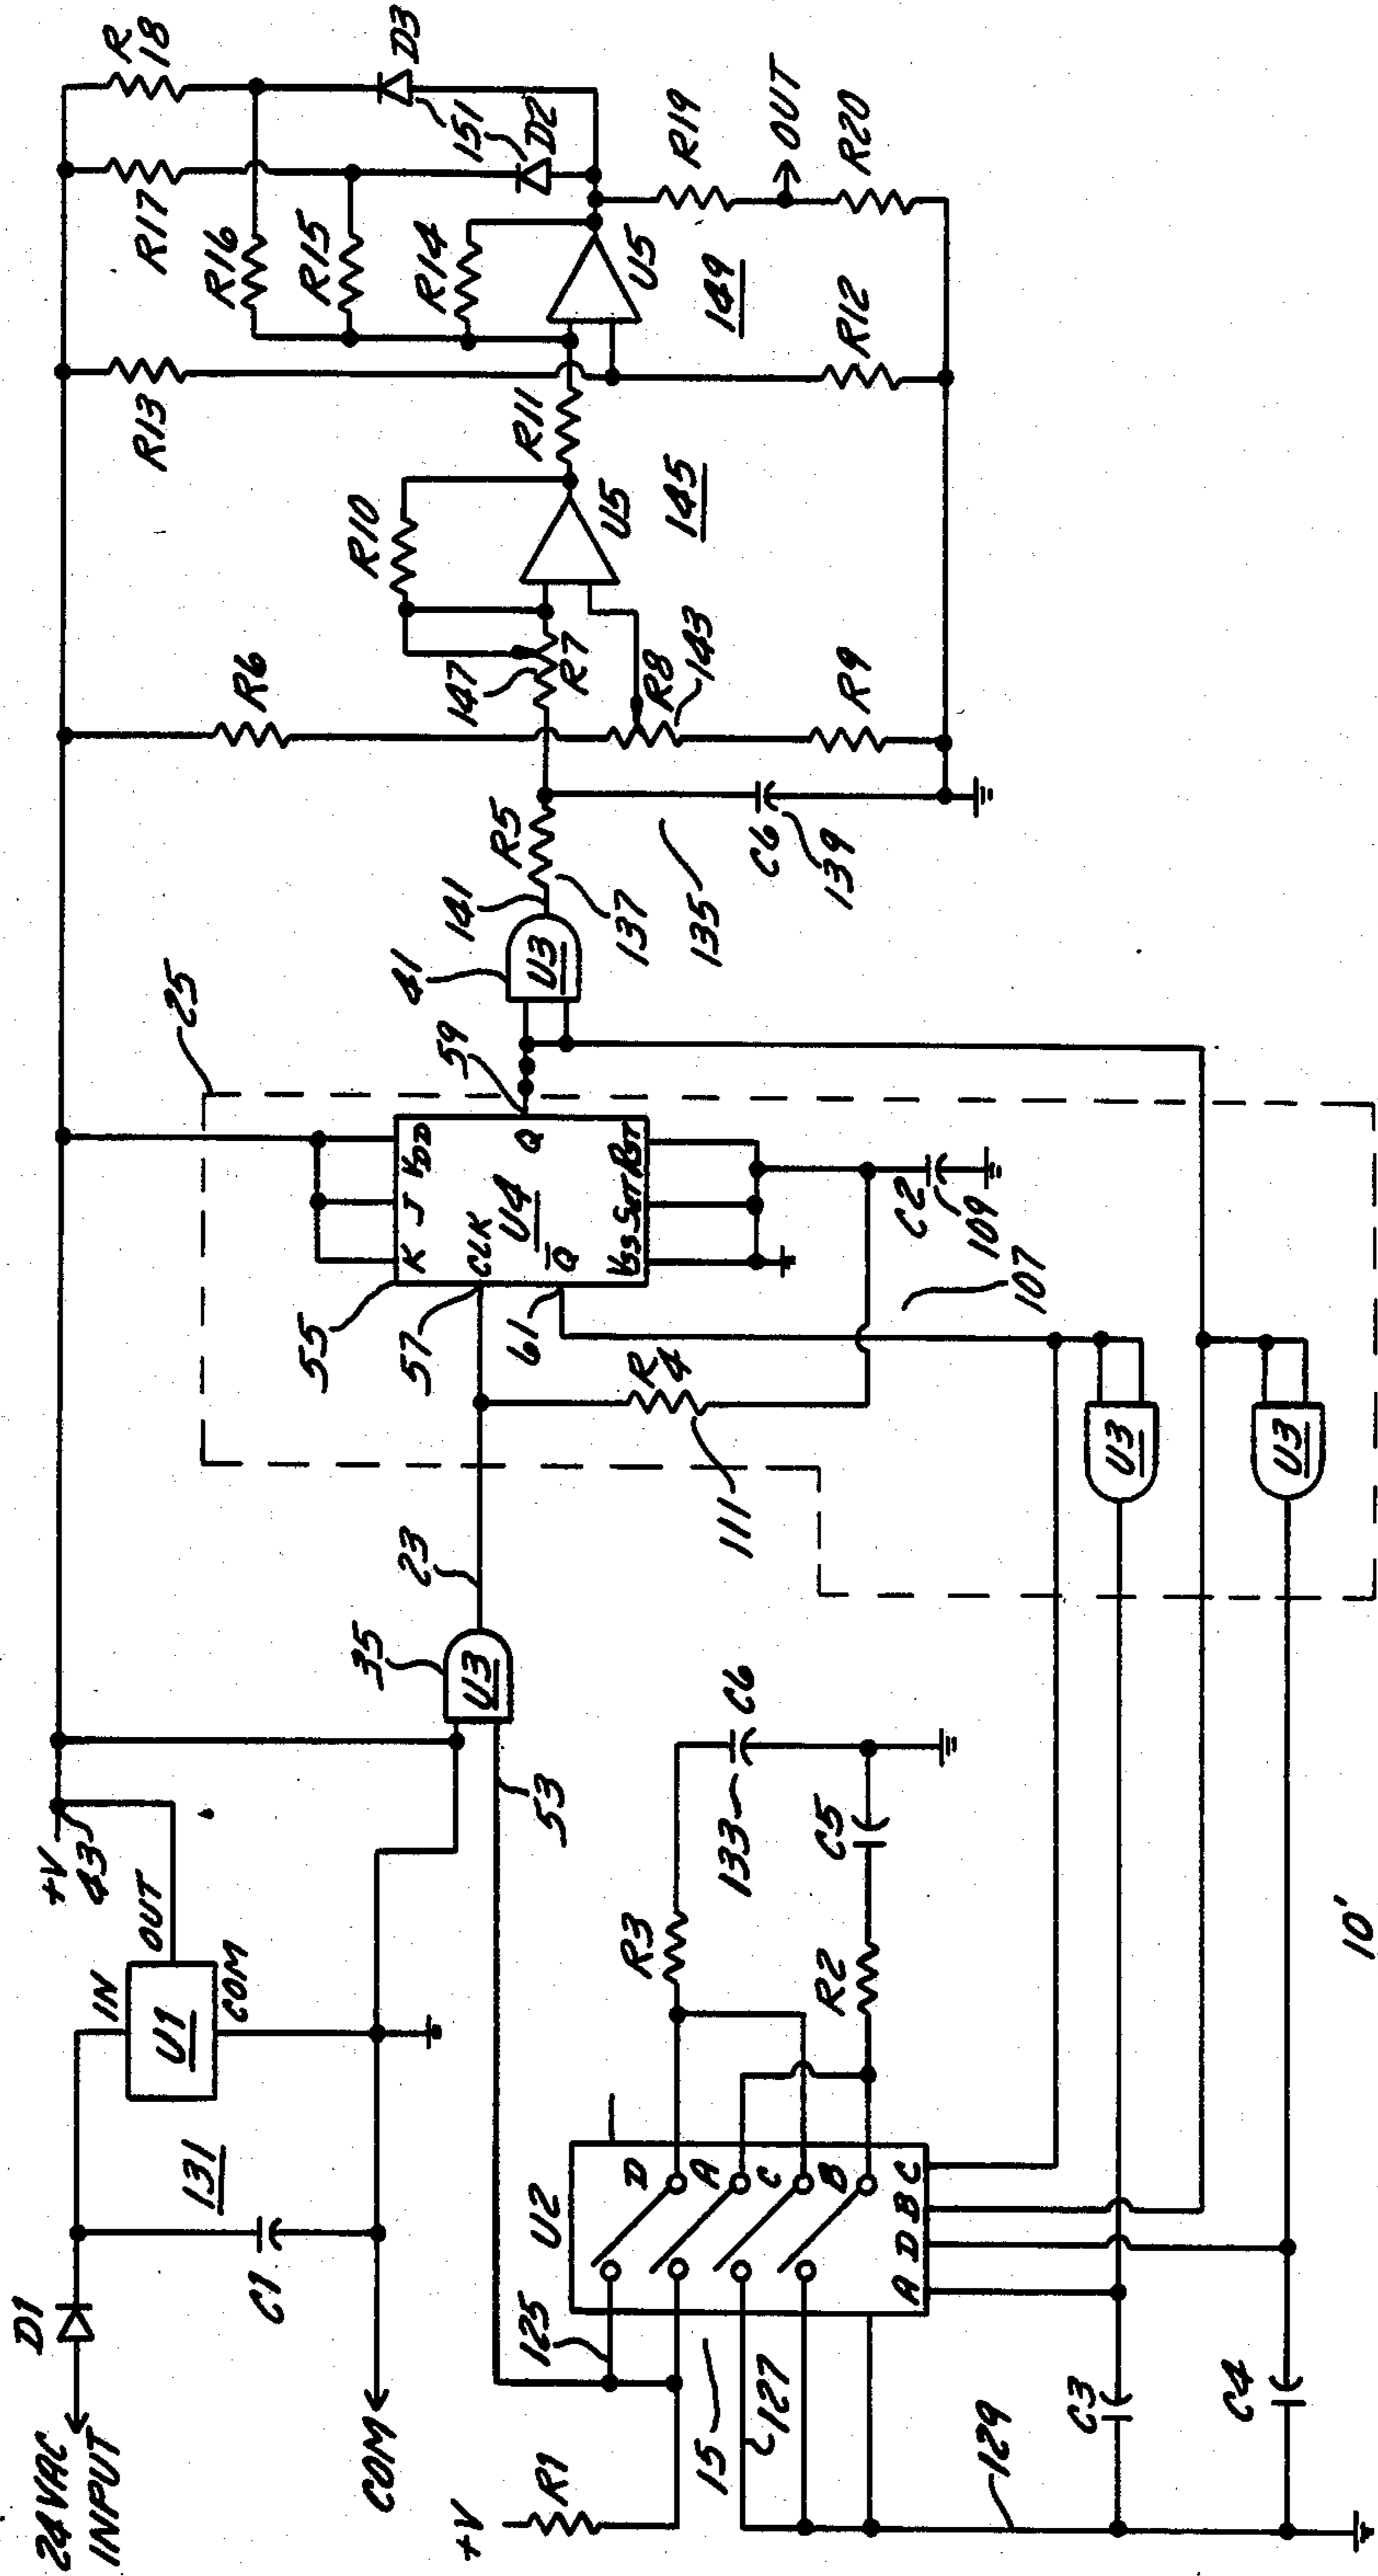 24VAC
INPUT
D1
C1
131
IN
U1
OUT
COM
COM
+V
43
+V
R1
125
15
127
129
U2
D
A
C
B
A D B C
C3
C4
R3
R2
C5
133
C6
53
35
U3
23
25
55
57
61
K J VDD
CLK
U4
Q
Q̅
VSS SET RST
59
R4
111
107
109
C2
U3
U3
41
U3
141
137
R5
135
C6
139
R6
147
R7
R8
143
R9
R10
U5
145
R11
R13
R12
R14
R15
R16
R17
R18
U5
149
151
D2
D3
R19
OUT
R20
10'